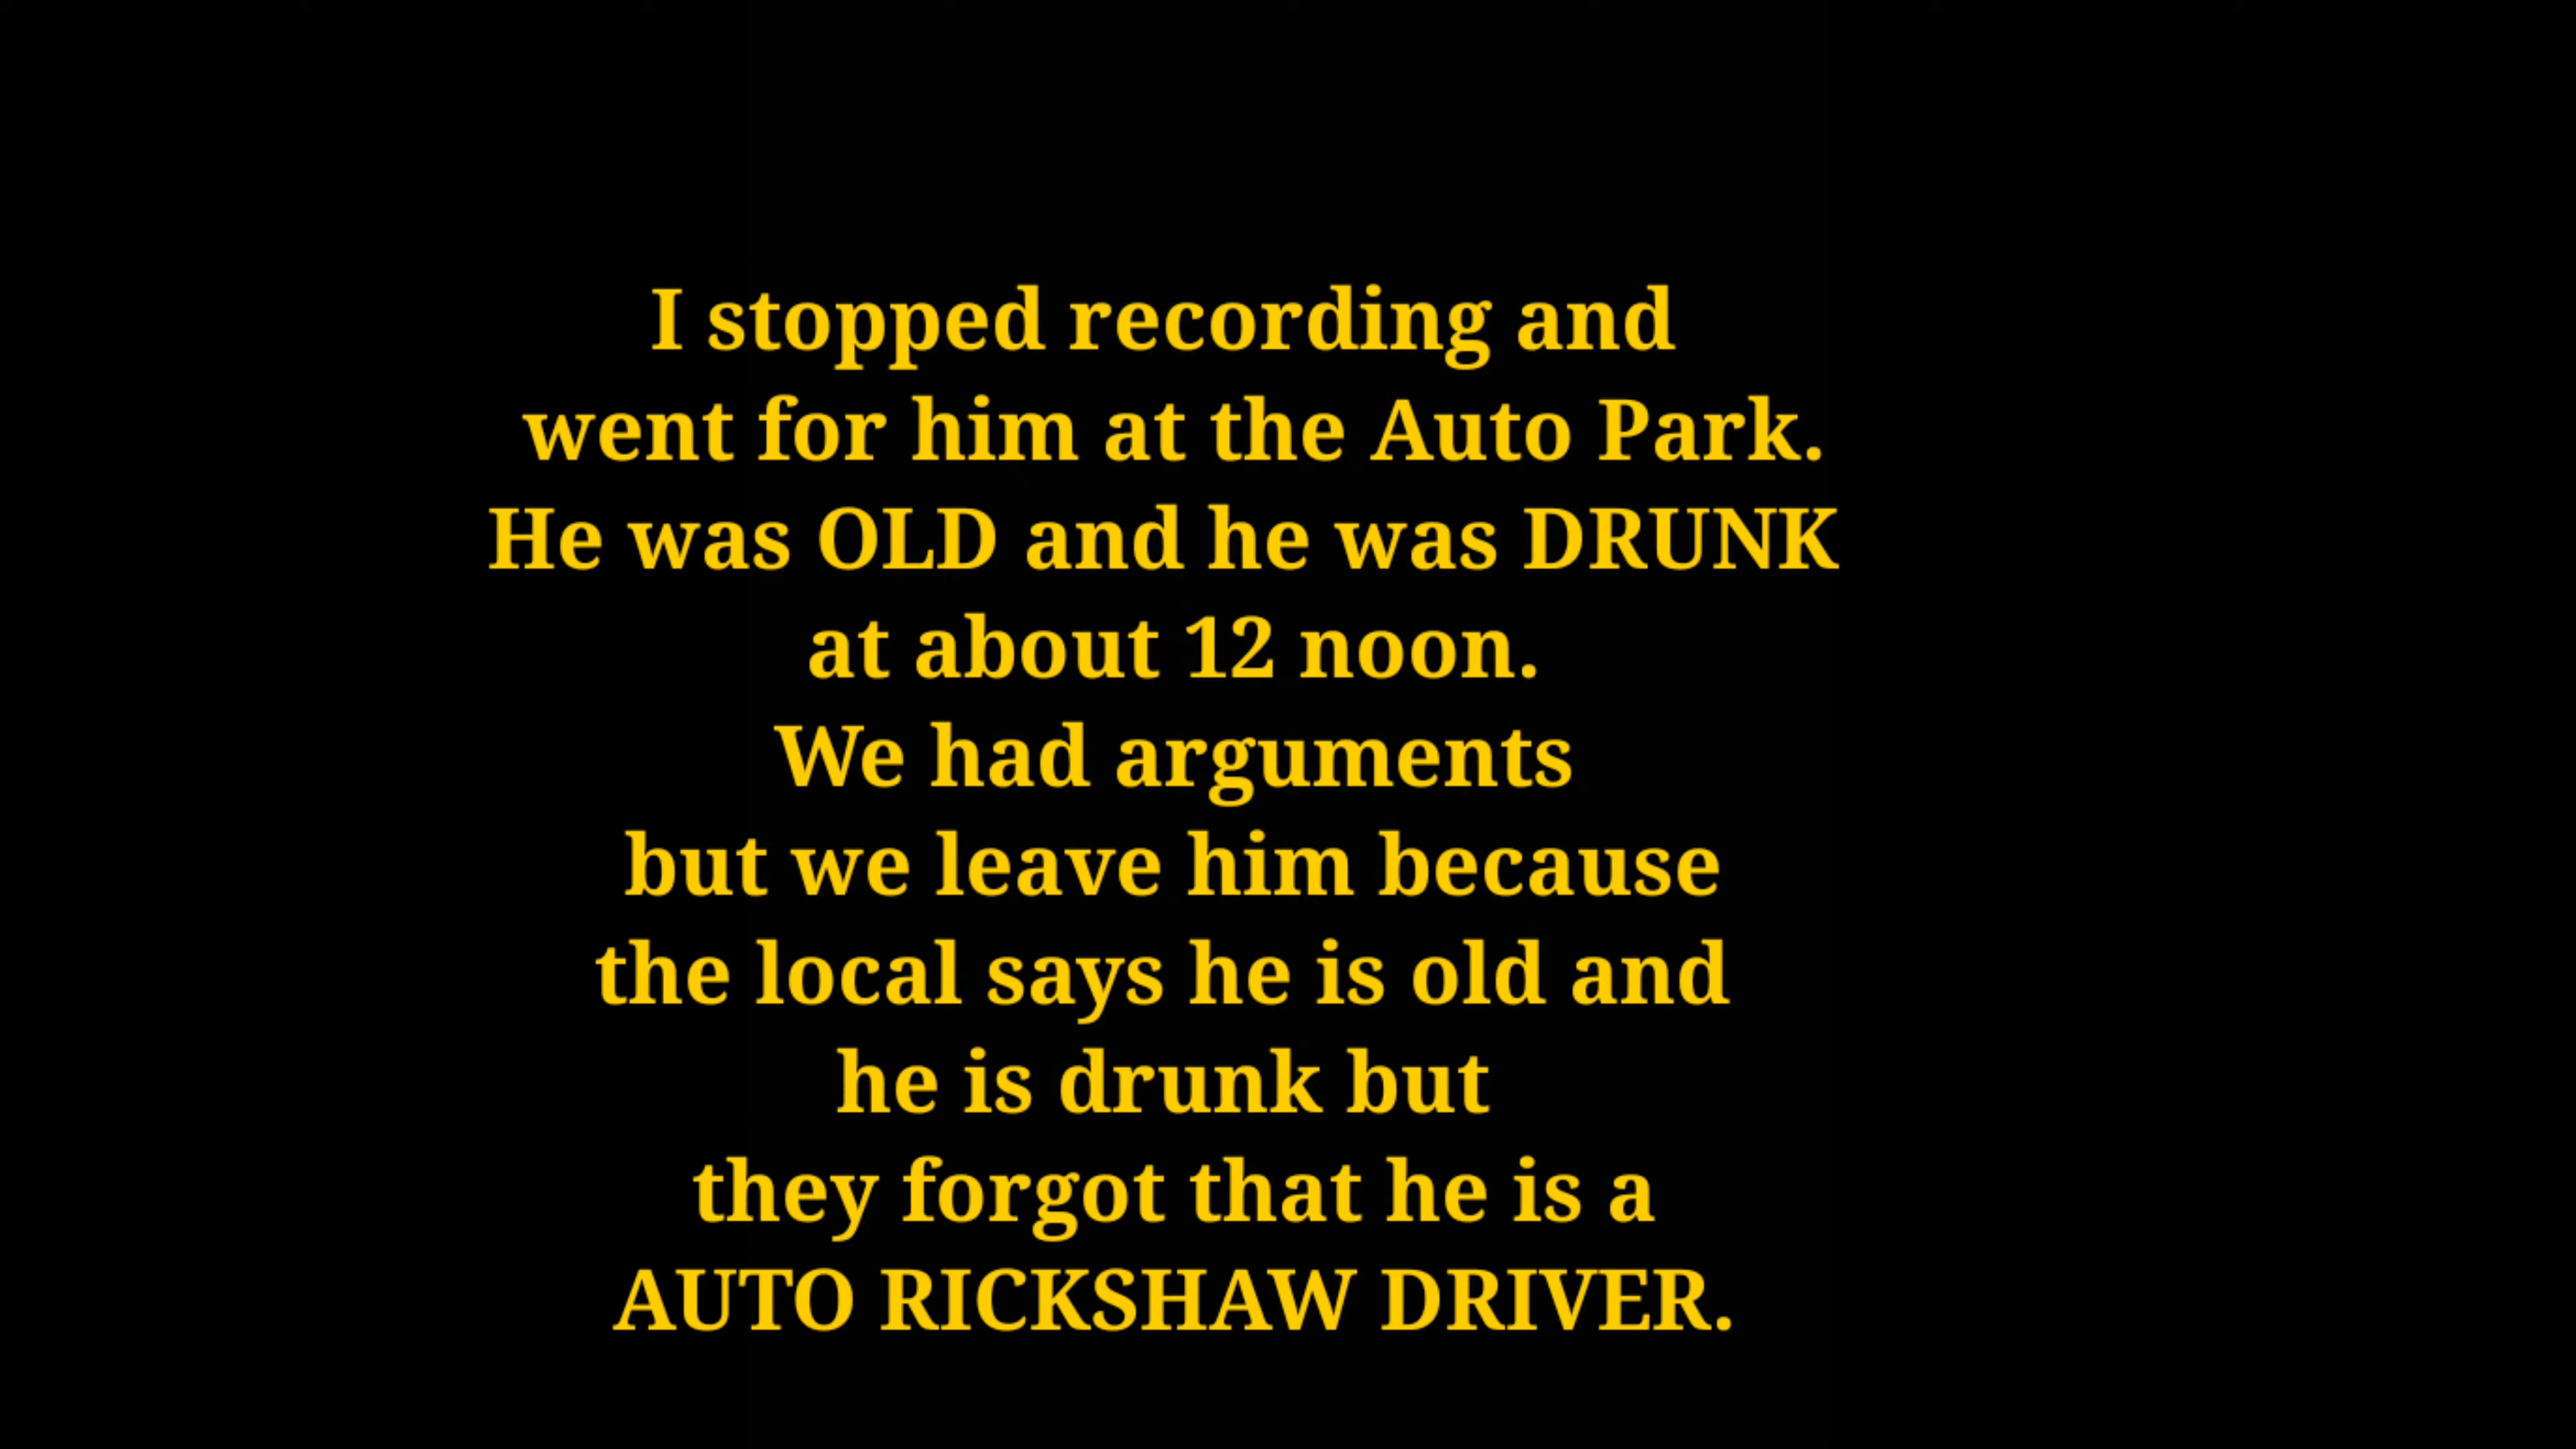 I stopped recording and
went for him at the Auto Park.
He was OLD and he was DRUNK
at about 12 noon.
We had arguments
but we leave him because
the local says he is old and
he is drunk but
they forgot that he is a
AUTO RICKSHAW DRIVER.